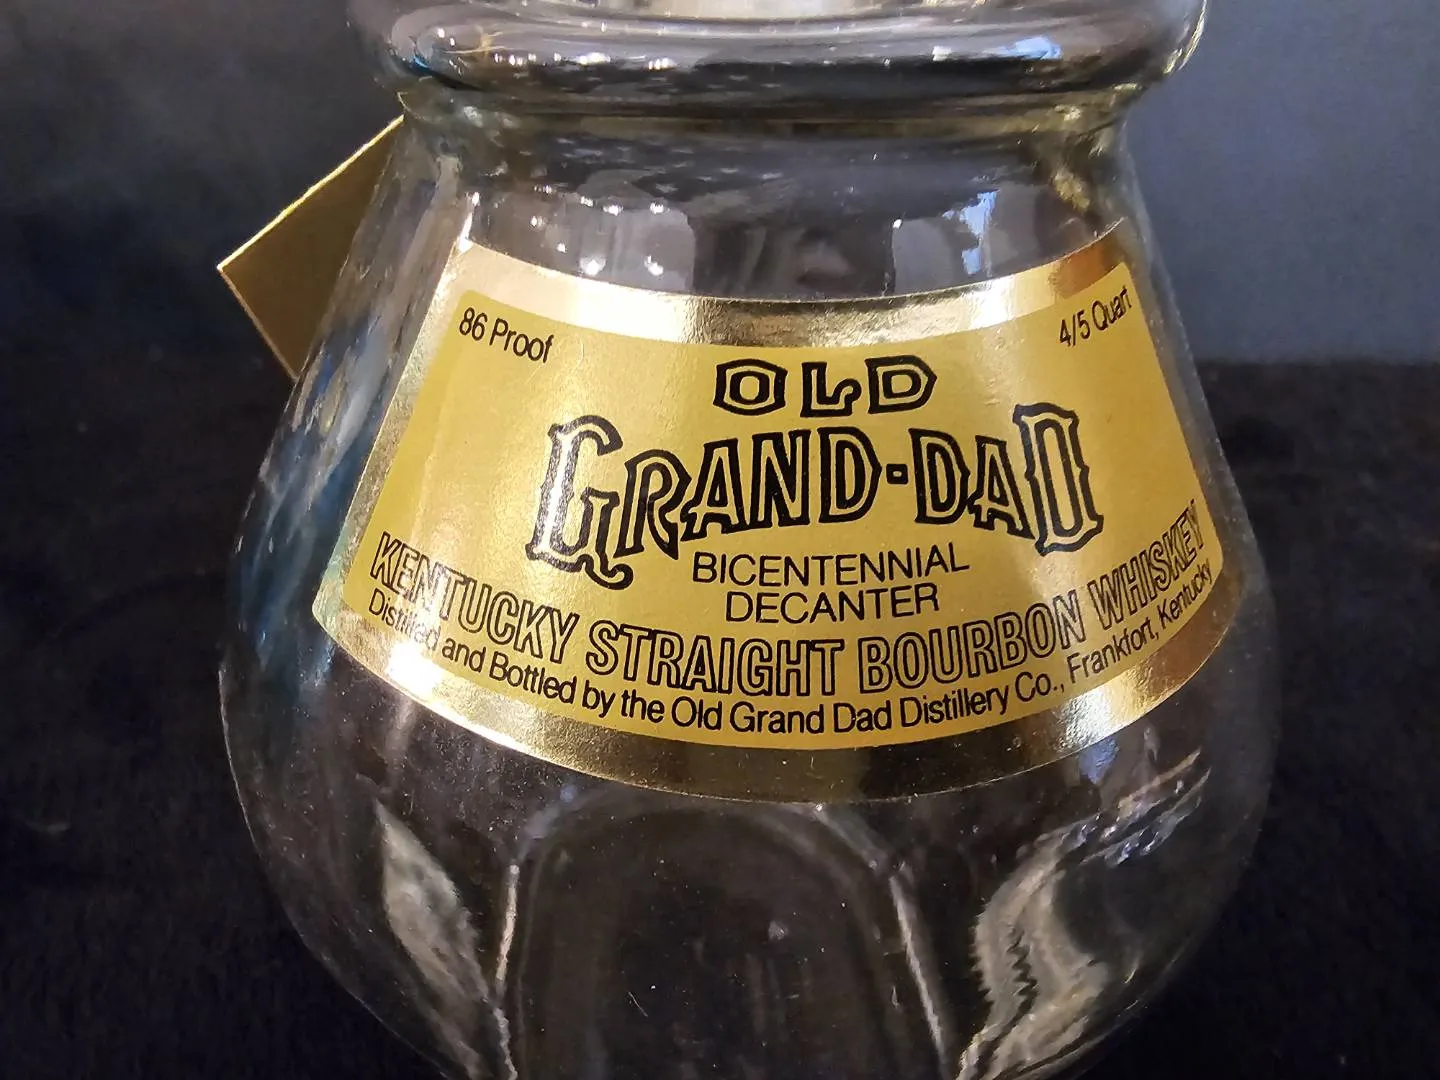 86 Proof
4/5 Quart
OLD
GRAND-DAD
BICENTENNIAL
DECANTER
KENTUCKY STRAIGHT BOURBON WHISKEY
Distilled and Bottled by the Old Grand Dad Distillery Co., Frankfort, Kentucky